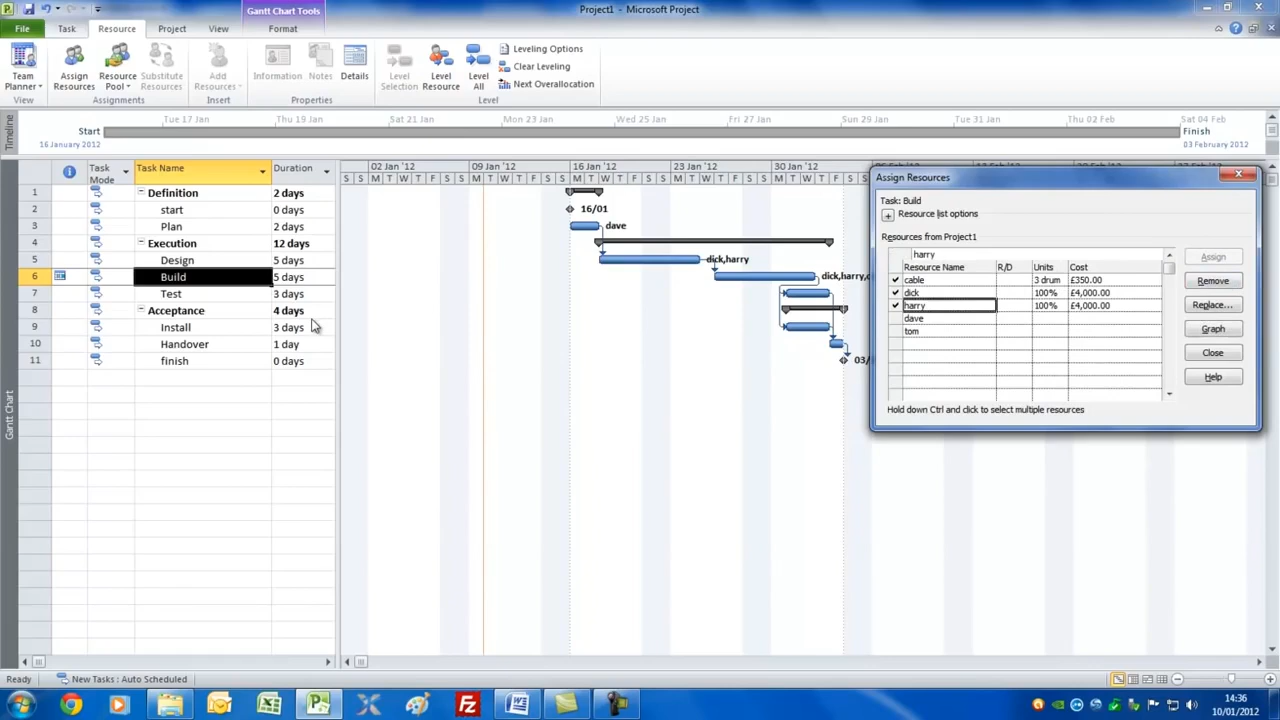 Project1 - Microsoft Project
Gantt Chart Tools
File Task Resource Project View Format
Team Planner
Assign Resources
Resource Pool
Substitute Resources
Add Resources
Information
Notes
Details
Level Selection
Level Resource
Level All
Leveling Options
Clear Leveling
Next Overallocation
View Assignments Insert Properties Level
Timeline
Tue 17 Jan Thu 19 Jan Sat 21 Jan Mon 23 Jan Wed 25 Jan Fri 27 Jan Sun 29 Jan Tue 31 Jan Thu 02 Feb Sat 04 Feb
Start
16 January 2012
Finish
03 February 2012
Task Mode Task Name Duration
02 Jan '12 09 Jan '12 16 Jan '12 23 Jan '12 30 Jan '12
S S M T W T F S S M T W T F S S M T W T F S S M T W T F S S M T W T F S
1 Definition 2 days
2 start 0 days 16/01
3 Plan 2 days dave
4 Execution 12 days
5 Design 5 days dick,harry
6 Build 5 days dick,harry,c
7 Test 3 days
8 Acceptance 4 days
9 Install 3 days
10 Handover 1 day
11 finish 0 days 03/
Gantt Chart
Assign Resources
Task: Build
+ Resource list options
Resources from Project1
harry
Resource Name R/D Units Cost
cable 3 drum £350.00
dick 100% £4,000.00
harry 100% £4,000.00
dave
tom
Assign
Remove
Replace...
Graph
Close
Help
Hold down Ctrl and click to select multiple resources
Ready New Tasks : Auto Scheduled
14:36
10/01/2012